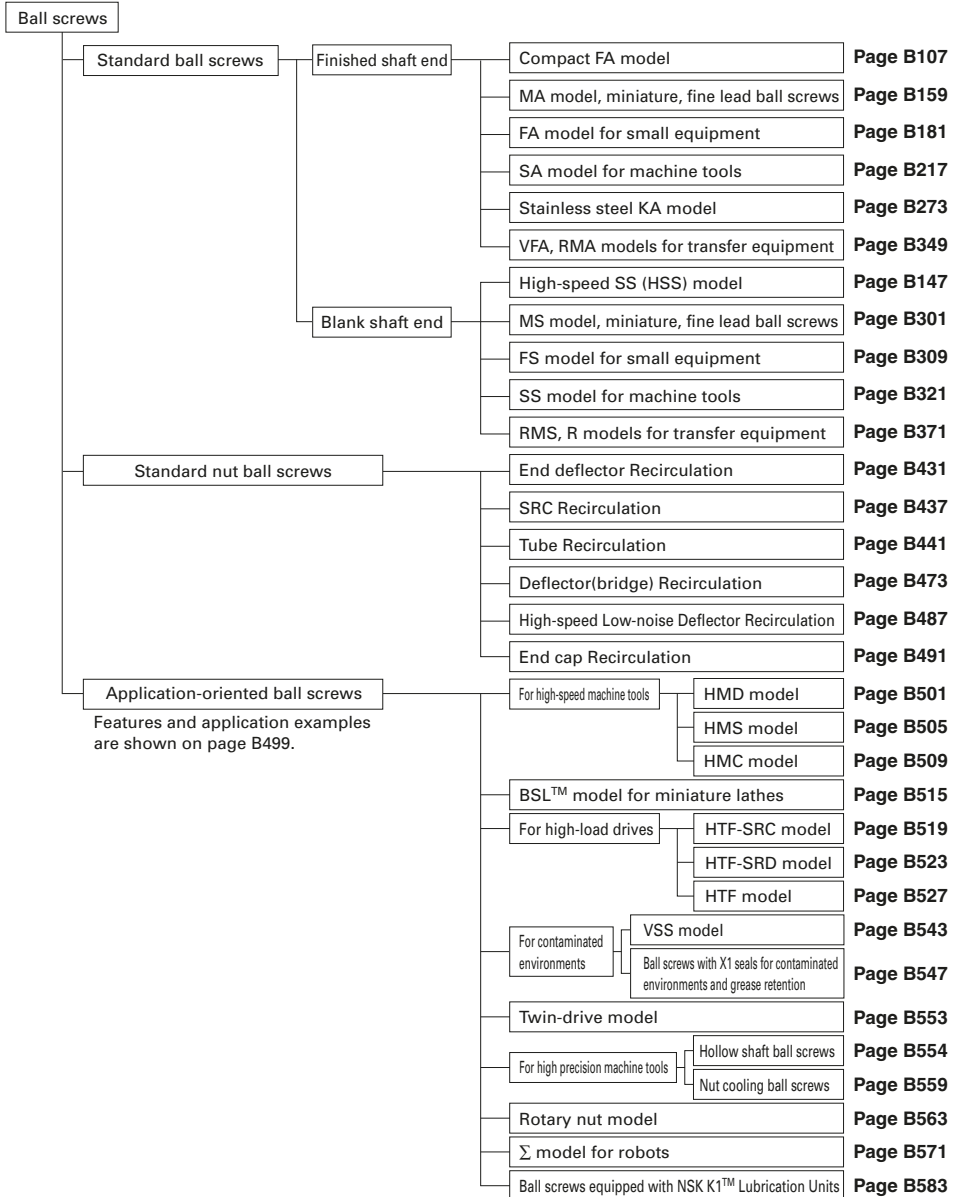 Ball screws
Standard ball screws
Finished shaft end
Compact FA model
Page B107
MA model, miniature, fine lead ball screws
Page B159
FA model for small equipment
Page B181
SA model for machine tools
Page B217
Stainless steel KA model
Page B273
VFA, RMA models for transfer equipment
Page B349
Blank shaft end
High-speed SS (HSS) model
Page B147
MS model, miniature, fine lead ball screws
Page B301
FS model for small equipment
Page B309
SS model for machine tools
Page B321
RMS, R models for transfer equipment
Page B371
Standard nut ball screws
End deflector Recirculation
Page B431
SRC Recirculation
Page B437
Tube Recirculation
Page B441
Deflector(bridge) Recirculation
Page B473
High-speed Low-noise Deflector Recirculation
Page B487
End cap Recirculation
Page B491
Application-oriented ball screws
Features and application examples
are shown on page B499.
For high-speed machine tools
HMD model
Page B501
HMS model
Page B505
HMC model
Page B509
BSL™ model for miniature lathes
Page B515
For high-load drives
HTF-SRC model
Page B519
HTF-SRD model
Page B523
HTF model
Page B527
For contaminated
environments
VSS model
Page B543
Ball screws with X1 seals for contaminated
environments and grease retention
Page B547
Twin-drive model
Page B553
For high precision machine tools
Hollow shaft ball screws
Page B554
Nut cooling ball screws
Page B559
Rotary nut model
Page B563
Σ model for robots
Page B571
Ball screws equipped with NSK K1™ Lubrication Units
Page B583